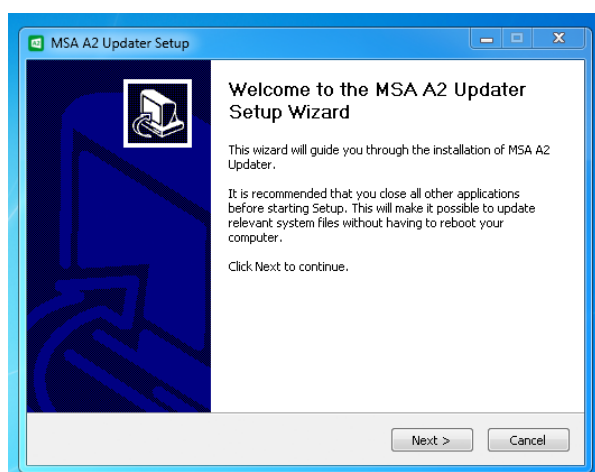 A2 MSA A2 Updater Setup
Welcome to the MSA A2 Updater
Setup Wizard
This wizard will guide you through the installation of MSA A2
Updater.
It is recommended that you close all other applications
before starting Setup. This will make it possible to update
relevant system files without having to reboot your
computer.
Click Next to continue.
Next > Cancel